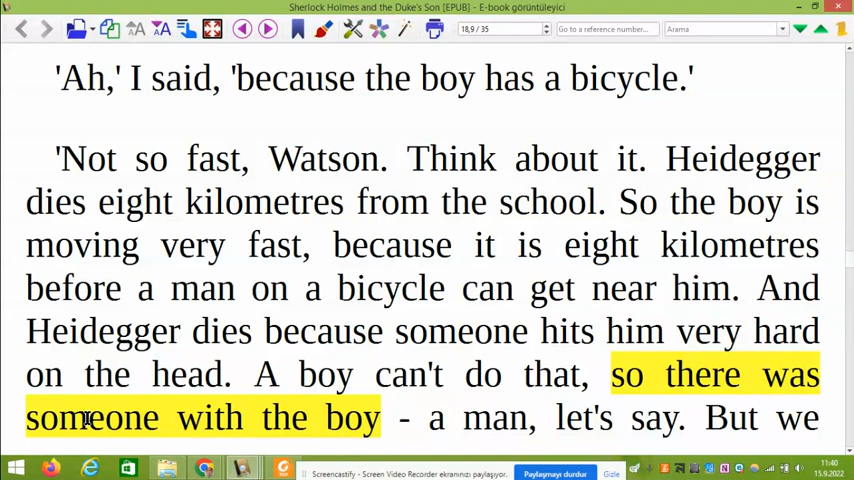 Sherlock Holmes and the Duke's Son [EPUB] - E-book görüntüleyici
18,9 / 35
Go to a reference number...
Arama
'Ah,' I said, 'because the boy has a bicycle.'
'Not so fast, Watson. Think about it. Heidegger
dies eight kilometres from the school. So the boy is
moving very fast, because it is eight kilometres
before a man on a bicycle can get near him. And
Heidegger dies because someone hits him very hard
on the head. A boy can't do that, so there was
someone with the boy - a man, let's say. But we
Screencastify - Screen Video Recorder ekranınızı paylaşıyor.
Paylaşmayı durdur
Gizle
11:40
15.9.2022